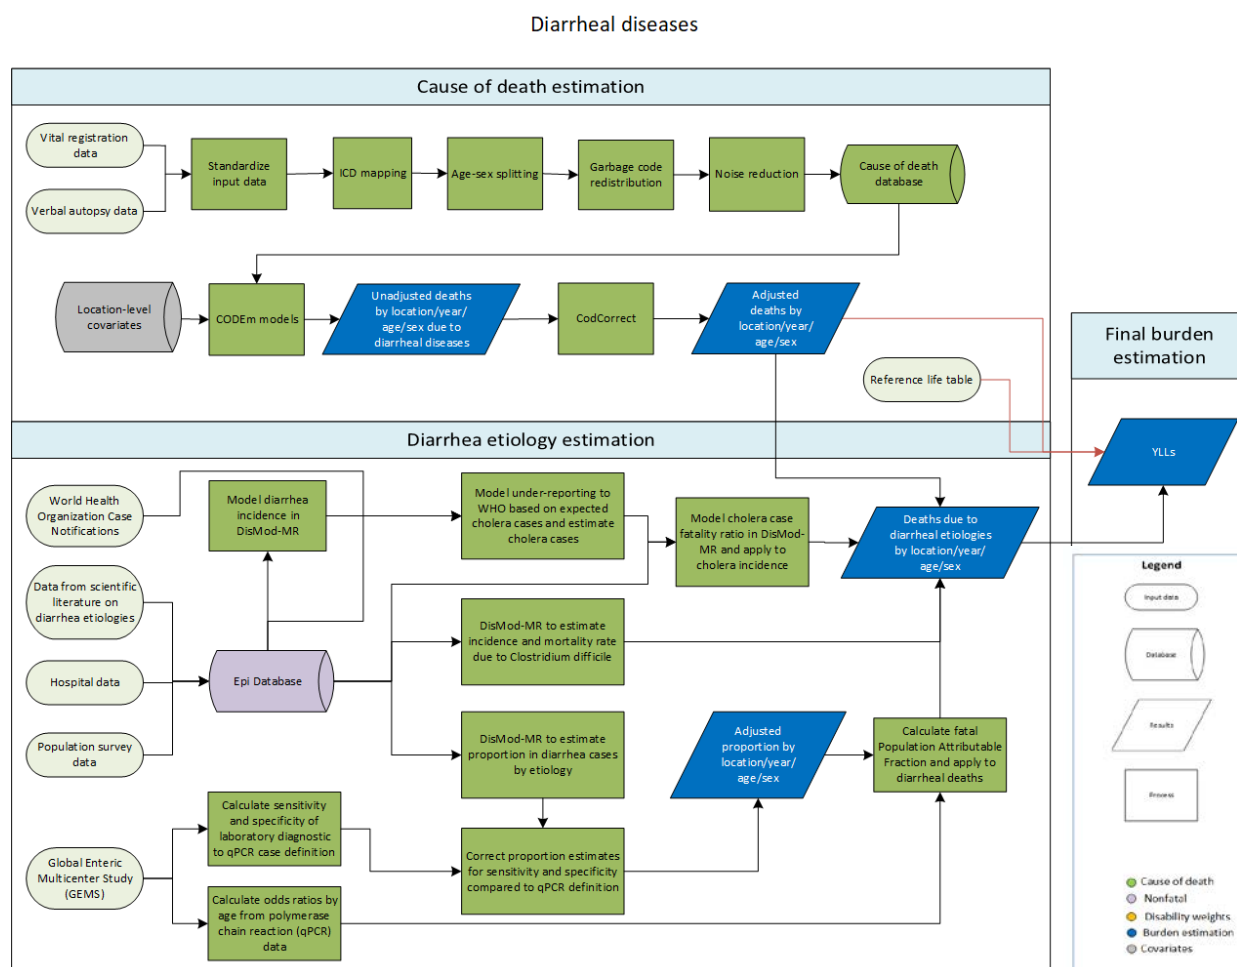 Diarrheal diseases
Cause of death estimation
Vital registration
data
Verbal autopsy data
Standardize
input data
ICD mapping
Age-sex splitting
Garbage code
redistribution
Noise reduction
Cause of death
database
Location-level
covariates
CODEm models
Unadjusted deaths
by location/year/
age/sex due to
diarrheal diseases
CodCorrect
Adjusted
deaths by
location/year/
age/sex
Reference life table
Final burden
estimation
YLLs
Diarrhea etiology estimation
World Health
Organization Case
Notifications
Model diarrhea
incidence in
DisMod-MR
Model under-reporting to
WHO based on expected
cholera cases and estimate
cholera cases
Model cholera case
fatality ratio in DisMod-
MR and apply to
cholera incidence
Deaths due to
diarrheal etiologies
by location/year/
age/sex
Data from scientific
literature on
diarrhea etiologies
Hospital data
Population survey
data
Epi Database
DisMod-MR to estimate
incidence and mortality rate
due to Clostridium difficile
DisMod-MR to estimate
proportion in diarrhea cases
by etiology
Adjusted
proportion by
location/year/
age/sex
Calculate fatal
Population Attributable
Fraction and apply to
diarrheal deaths
Global Enteric
Multicenter Study
(GEMS)
Calculate sensitivity
and specificity of
laboratory diagnostic
to qPCR case definition
Correct proportion estimates
for sensitivity and specificity
compared to qPCR definition
Calculate odds ratios by
age from polymerase
chain reaction (qPCR)
data
Legend
Input data
Database
Results
Process
Cause of death
Nonfatal
Disability weights
Burden estimation
Covariates